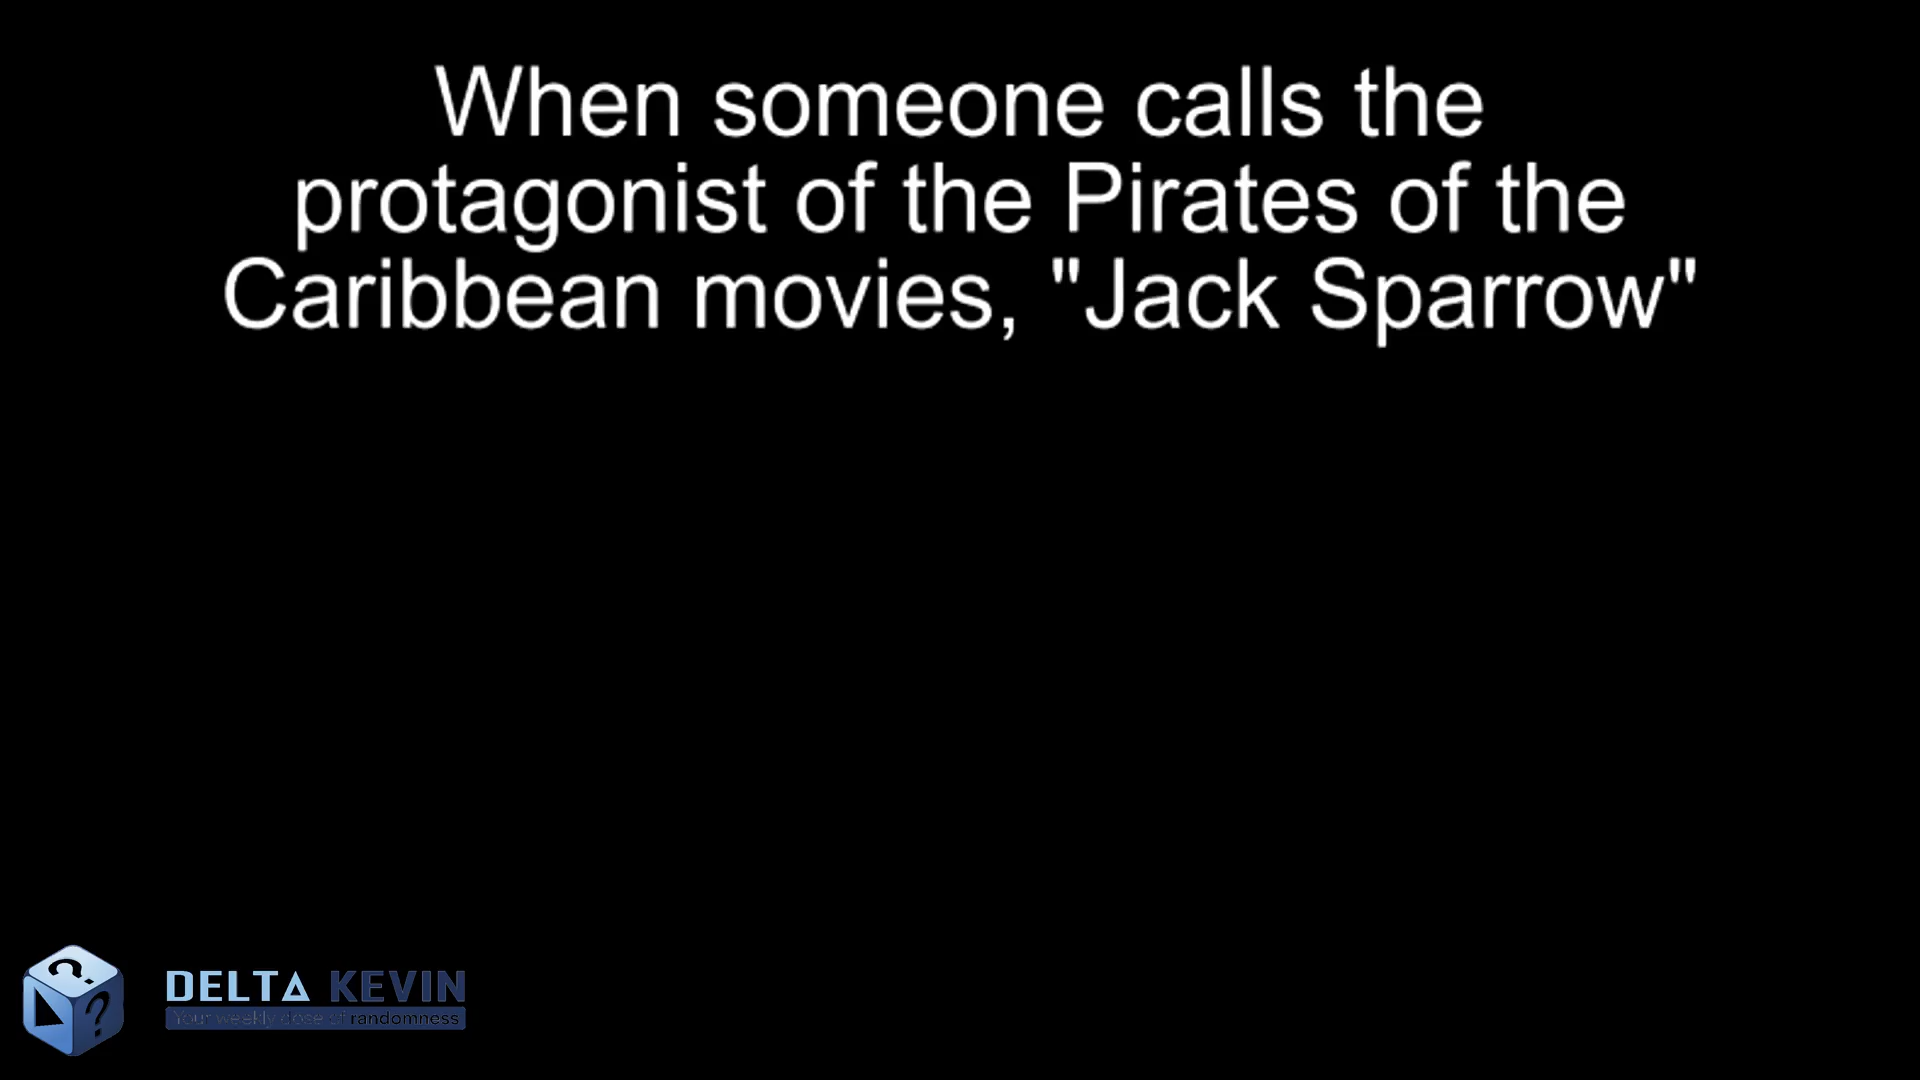 When someone calls the
protagonist of the Pirates of the
Caribbean movies, "Jack Sparrow"
? ?
DELTA KEVIN
Your weekly dose of randomness